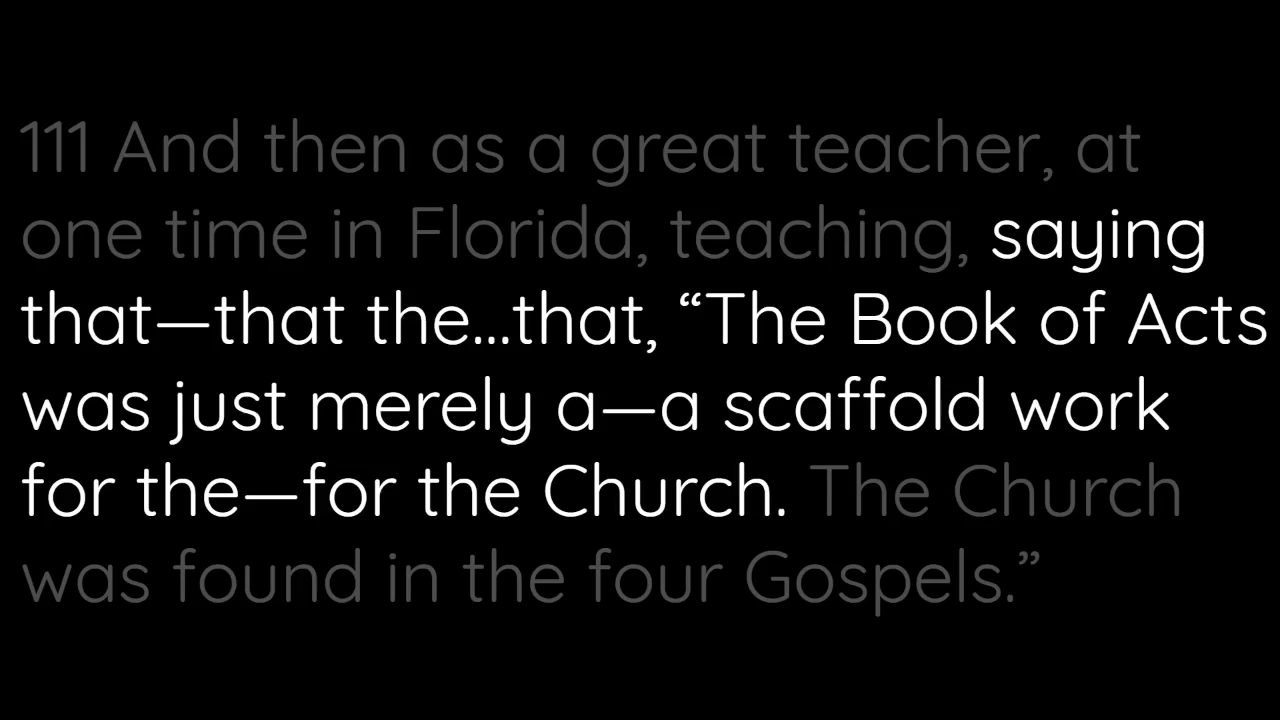 111 And then as a great teacher, at
one time in Florida, teaching, saying
that—that the...that, “The Book of Acts
was just merely a—a scaffold work
for the—for the Church. The Church
was found in the four Gospels.”